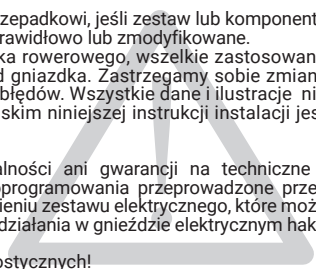 zepadkowi, jeśli zestaw lub komponent
rawidłowo lub zmodyfikowane.
ka rowerowego, wszelkie zastosowan
d gniazdka. Zastrzegamy sobie zmian
błędów. Wszystkie dane i ilustracje ni
skim niniejszej instrukcji instalacji jes
alności ani gwarancji na techniczne
oprogramowania przeprowadzone prze
ieniu zestawu elektrycznego, które moż
działania w gnieździe elektrycznym hak
ostycznych!